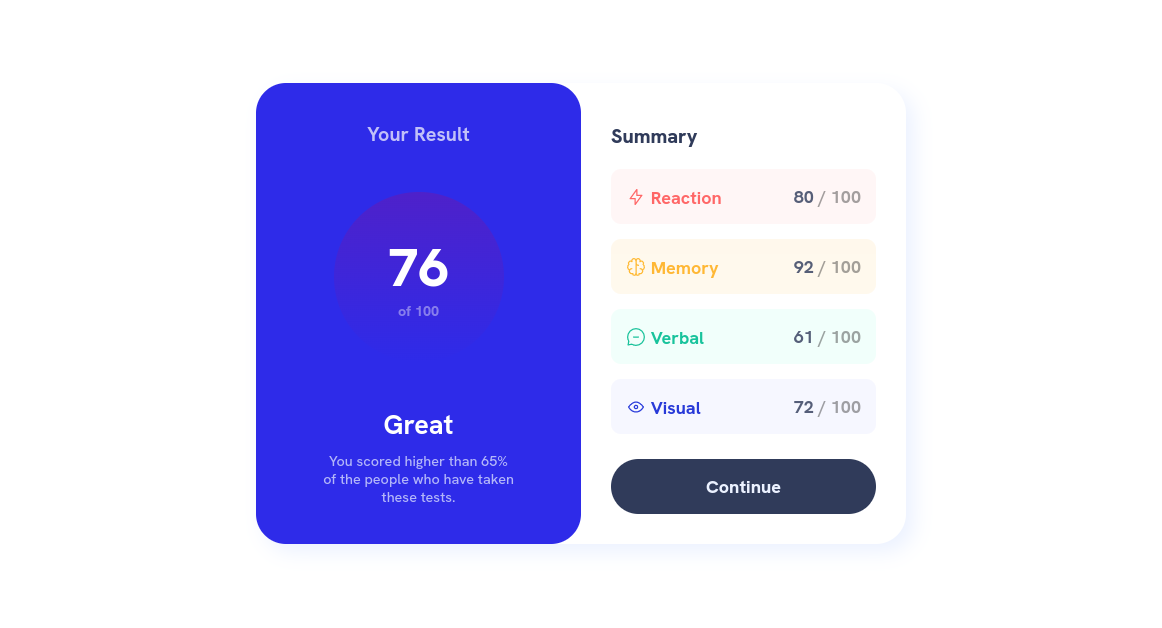 Your Result
76
of 100
Great
You scored higher than 65%
of the people who have taken
these tests.
Summary
Reaction 80 / 100
Memory 92 / 100
Verbal 61 / 100
Visual 72 / 100
Continue